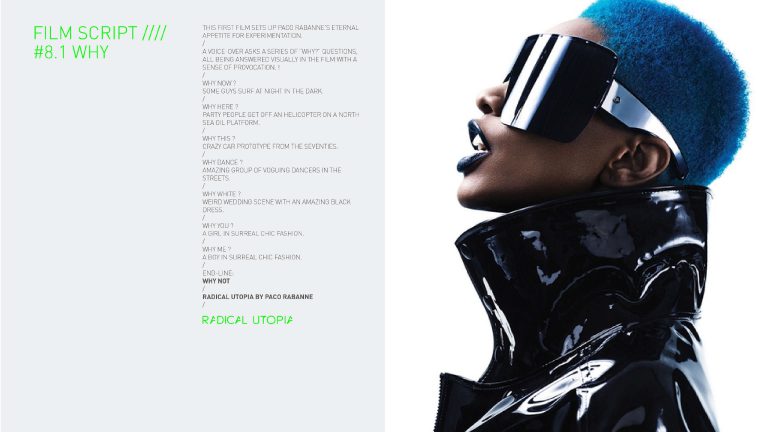 FILM SCRIPT ////
#8.1 WHY
THIS FIRST FILM SETS UP PACO RABANNE'S ETERNAL
APPETITE FOR EXPERIMENTATION.
/
A VOICE-OVER ASKS A SERIES OF "WHY?" QUESTIONS,
ALL BEING ANSWERED VISUALLY IN THE FILM WITH A
SENSE OF PROVOCATION. !
/
WHY NOW ?
SOME GUYS SURF AT NIGHT IN THE DARK.
/
WHY HERE ?
PARTY PEOPLE GET OFF AN HELICOPTER ON A NORTH
SEA OIL PLATFORM.
/
WHY THIS ?
CRAZY CAR PROTOTYPE FROM THE SEVENTIES.
/
WHY DANCE ?
AMAZING GROUP OF VOGUING DANCERS IN THE
STREETS.
/
WHY WHITE ?
WEIRD WEDDING SCENE WITH AN AMAZING BLACK
DRESS.
/
WHY YOU ?
A GIRL IN SURREAL CHIC FASHION.
/
WHY ME ?
A BOY IN SURREAL CHIC FASHION.
/
END-LINE:
WHY NOT
/
RADICAL UTOPIA BY PACO RABANNE
/
RADICAL UTOPIA